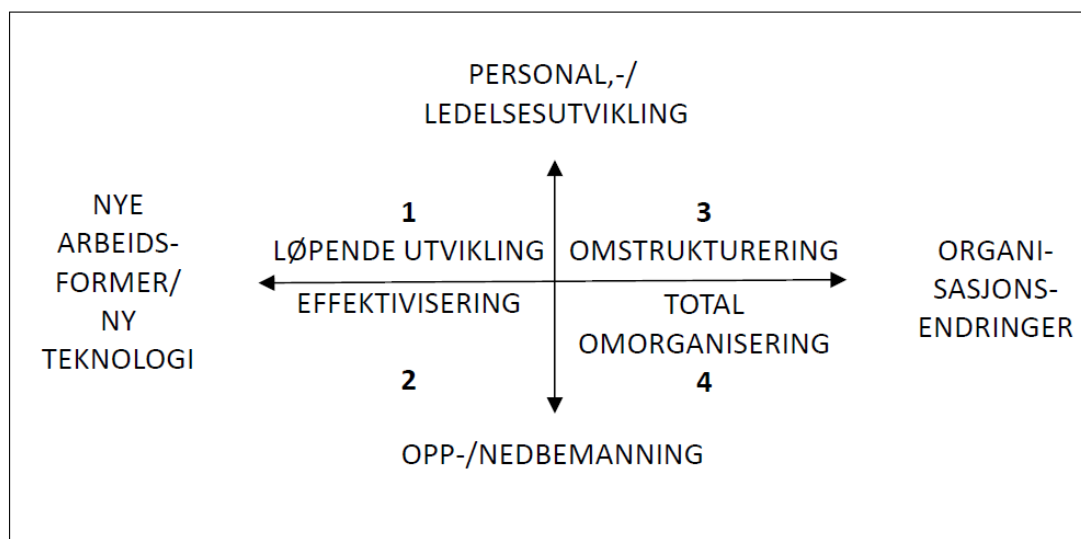 PERSONAL,-/
LEDELSESUTVIKLING
NYE
ARBEIDS-
FORMER/
NY
TEKNOLOGI
1
LØPENDE UTVIKLING
EFFEKTIVISERING
2
3
OMSTRUKTURERING
TOTAL
OMORGANISERING
4
ORGANI-
SASJONS-
ENDRINGER
OPP-/NEDBEMANNING